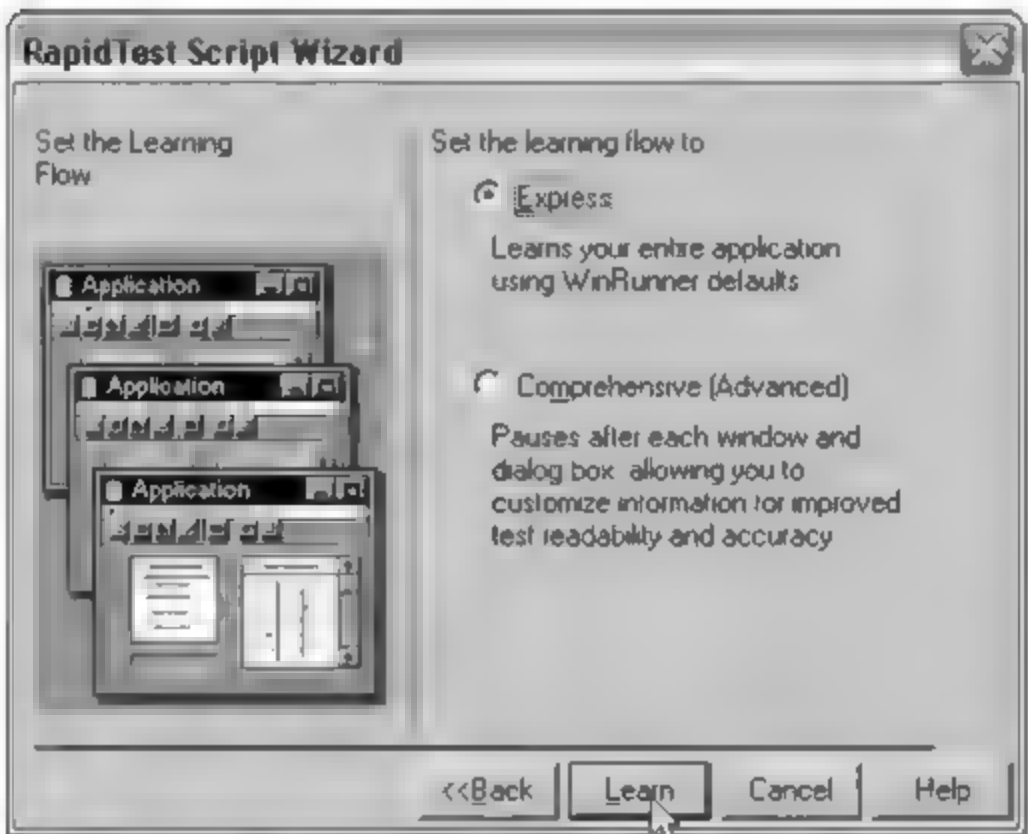 RapidTest Script Wizard
Set the Learning
Flow
Application
Application
Application
Set the learning flow to
Express
Learns your entire application
using WinRunner defaults
Comprehensive (Advanced)
Pauses after each window and
dialog box allowing you to
customize information for improved
test readability and accuracy
<<Back
Learn
Cancel
Help